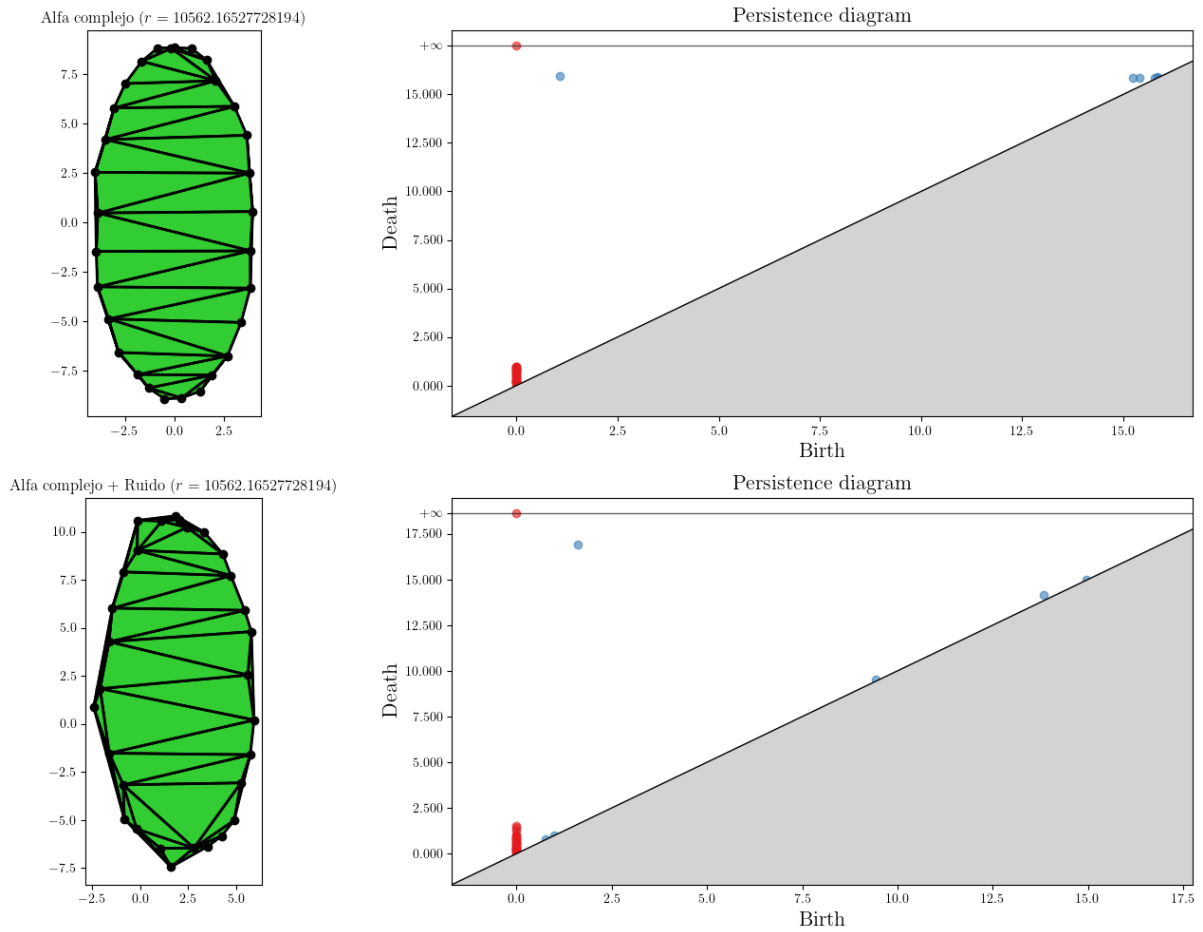 Alfa complejo (r = 10562.16527728194)
Persistence diagram
7.5
5.0
2.5
0.0
−2.5
−5.0
−7.5
−2.5 0.0 2.5
+∞
15.000
12.500
10.000
7.500
5.000
2.500
0.000
Death
0.0 2.5 5.0 7.5 10.0 12.5 15.0
Birth
Alfa complejo + Ruido (r = 10562.16527728194)
Persistence diagram
10.0
7.5
5.0
2.5
0.0
−2.5
−5.0
−7.5
−2.5 0.0 2.5 5.0
+∞
17.500
15.000
12.500
10.000
7.500
5.000
2.500
0.000
Death
0.0 2.5 5.0 7.5 10.0 12.5 15.0 17.5
Birth